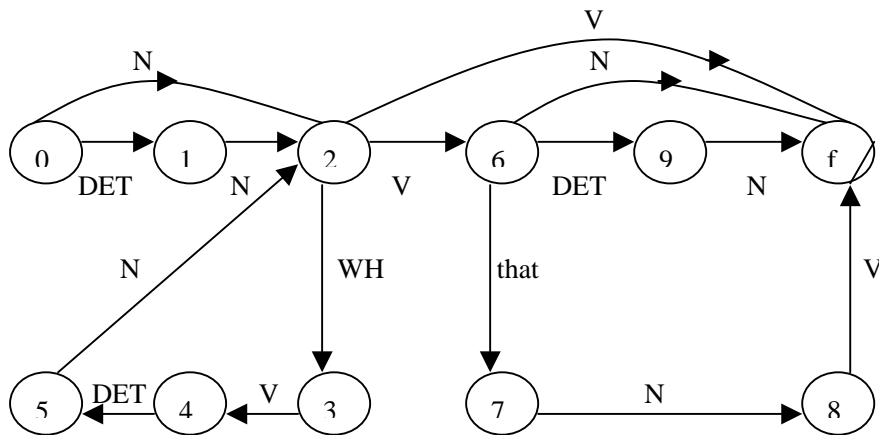 V
N N
0 1 2 6 9 f
DET N V DET N
N WH that V
DET V N
5 4 3 7 8